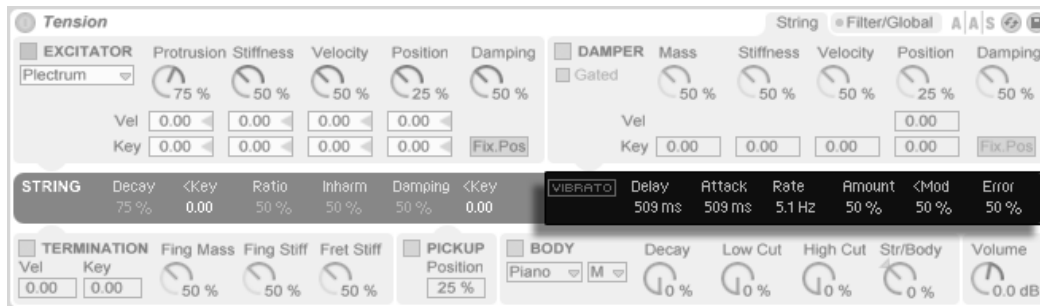 Tension String Filter/Global A A S
EXCITATOR Protrusion Stiffness Velocity Position Damping
Plectrum 75 % 50 % 50 % 25 % 50 %
Vel 0.00 0.00 0.00 0.00
Key 0.00 0.00 0.00 0.00 Fix.Pos
DAMPER Mass Stiffness Velocity Position Damping
Gated 50 % 50 % 50 % 25 % 50 %
Vel 0.00
Key 0.00 0.00 0.00 0.00 Fix.Pos
STRING Decay <Key Ratio Inharm Damping <Key
75 % 0.00 50 % 50 % 50 % 0.00
VIBRATO Delay Attack Rate Amount <Mod Error
509 ms 509 ms 5.1 Hz 50 % 50 % 50 %
TERMINATION Fing Mass Fing Stiff Fret Stiff
Vel Key
0.00 0.00 50 % 50 % 50 %
PICKUP
Position
25 %
BODY Decay Low Cut High Cut Str/Body
Piano M 0 % 0 % 0 % 0 %
Volume
0.0 dB